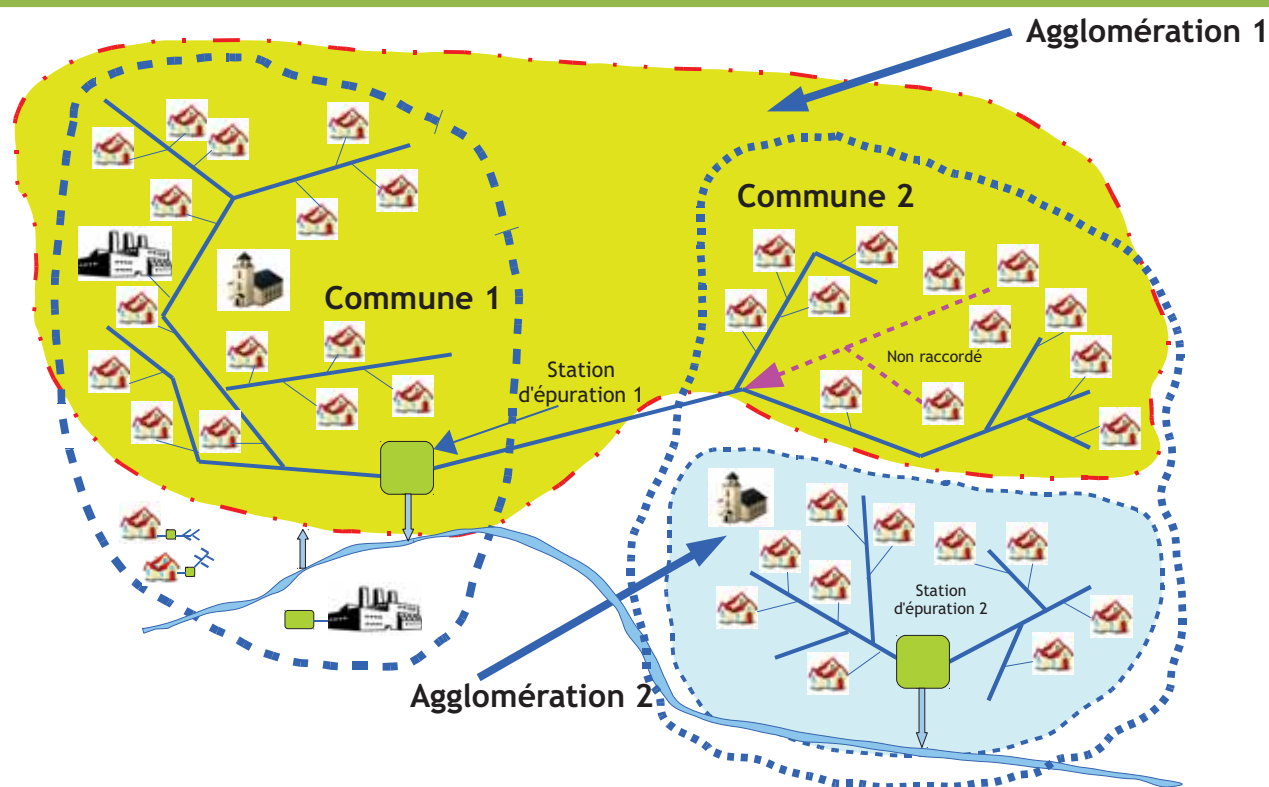 Agglomération 1
Commune 2
Commune 1
Station
d'épuration 1
Non raccordé
Station
d'épuration 2
Agglomération 2